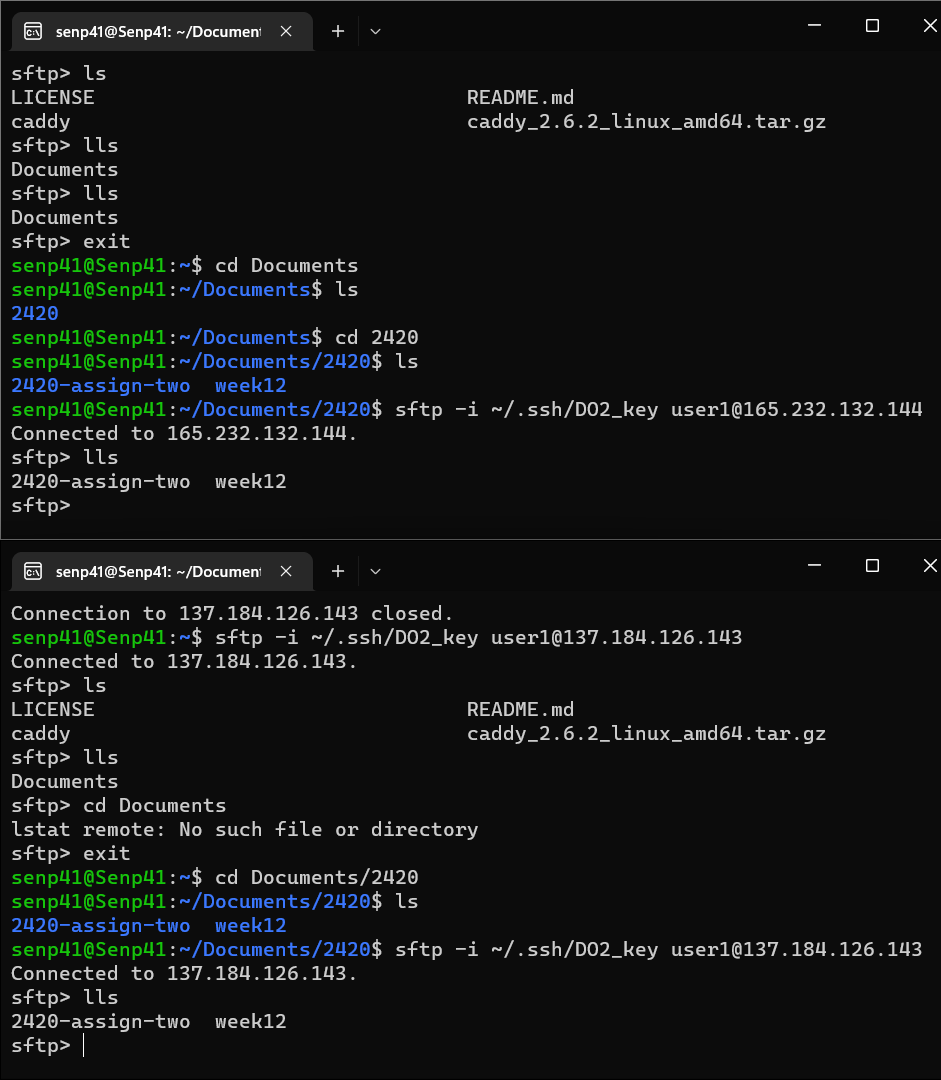 senp41@Senp41: ~/Documen
sftp> ls
LICENSE README.md
caddy caddy_2.6.2_linux_amd64.tar.gz
sftp> lls
Documents
sftp> lls
Documents
sftp> exit
senp41@Senp41:~$ cd Documents
senp41@Senp41:~/Documents$ ls
2420
senp41@Senp41:~/Documents$ cd 2420
senp41@Senp41:~/Documents/2420$ ls
2420-assign-two week12
senp41@Senp41:~/Documents/2420$ sftp -i ~/.ssh/DO2_key user1@165.232.132.144
Connected to 165.232.132.144.
sftp> lls
2420-assign-two week12
sftp>
senp41@Senp41: ~/Documen
Connection to 137.184.126.143 closed.
senp41@Senp41:~$ sftp -i ~/.ssh/DO2_key user1@137.184.126.143
Connected to 137.184.126.143.
sftp> ls
LICENSE README.md
caddy caddy_2.6.2_linux_amd64.tar.gz
sftp> lls
Documents
sftp> cd Documents
lstat remote: No such file or directory
sftp> exit
senp41@Senp41:~$ cd Documents/2420
senp41@Senp41:~/Documents/2420$ ls
2420-assign-two week12
senp41@Senp41:~/Documents/2420$ sftp -i ~/.ssh/DO2_key user1@137.184.126.143
Connected to 137.184.126.143.
sftp> lls
2420-assign-two week12
sftp>